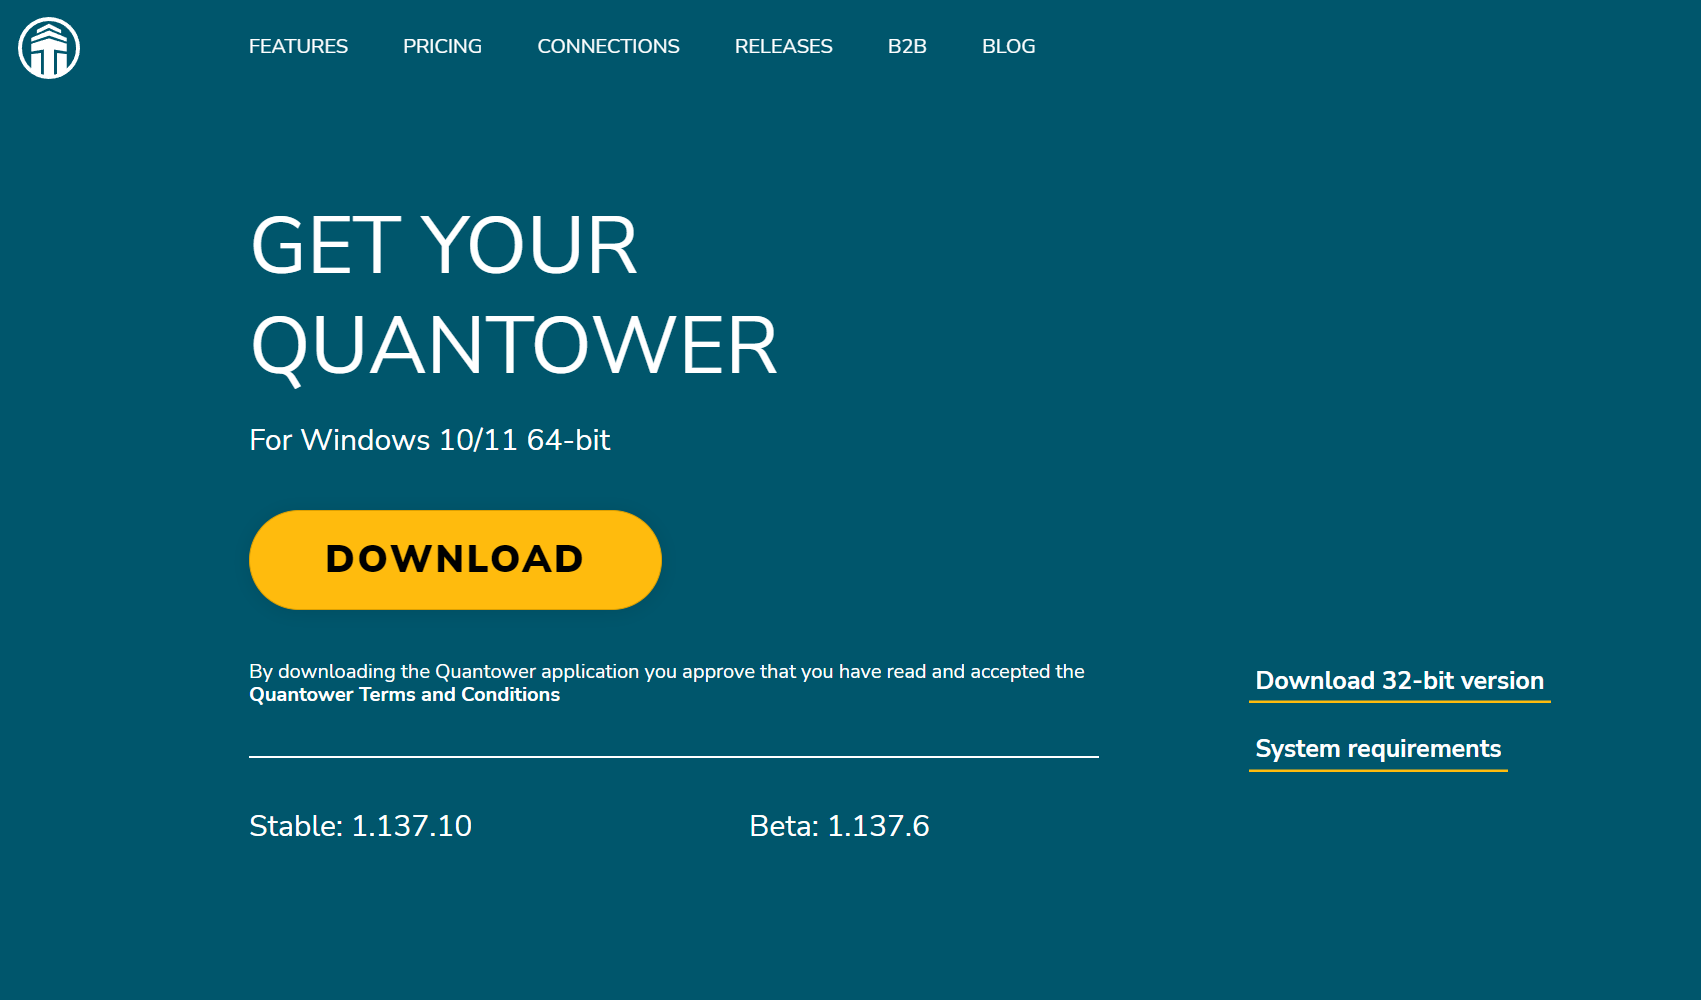 FEATURES PRICING CONNECTIONS RELEASES B2B BLOG
GET YOUR
QUANTOWER
For Windows 10/11 64-bit
DOWNLOAD
By downloading the Quantower application you approve that you have read and accepted the
Quantower Terms and Conditions
Download 32-bit version
System requirements
Stable: 1.137.10 Beta: 1.137.6